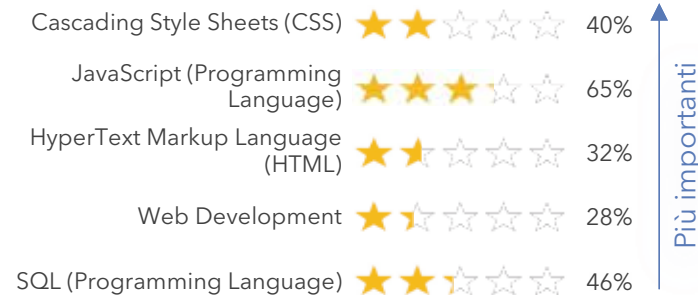 Cascading Style Sheets (CSS) 40%
JavaScript (Programming
Language) 65%
HyperText Markup Language
(HTML) 32%
Web Development 28%
SQL (Programming Language) 46%
Più importanti